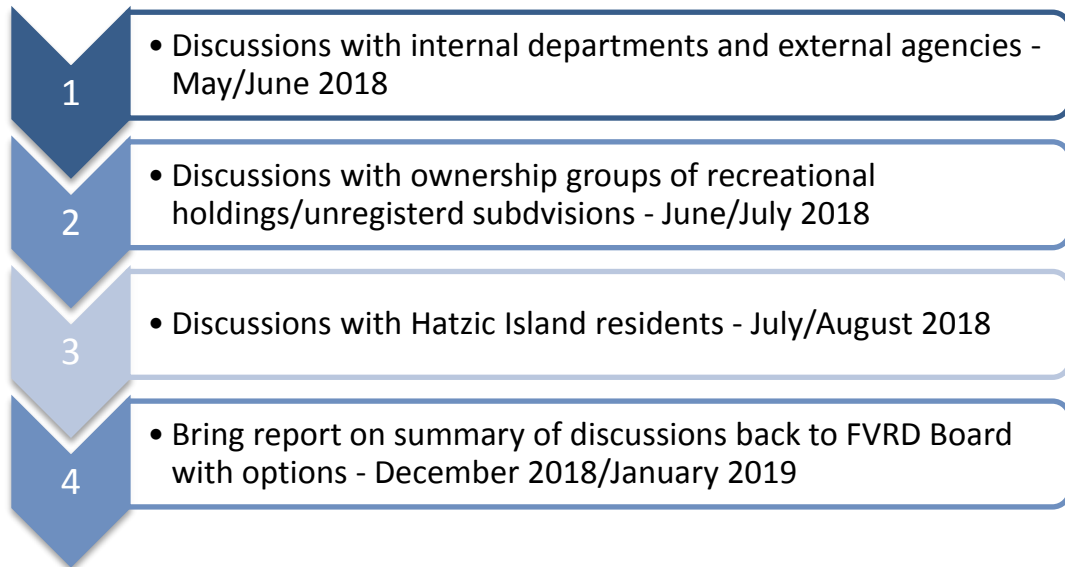 1
• Discussions with internal departments and external agencies -
May/June 2018
2
• Discussions with ownership groups of recreational
holdings/unregisterd subdvisions - June/July 2018
3
• Discussions with Hatzic Island residents - July/August 2018
4
• Bring report on summary of discussions back to FVRD Board
with options - December 2018/January 2019